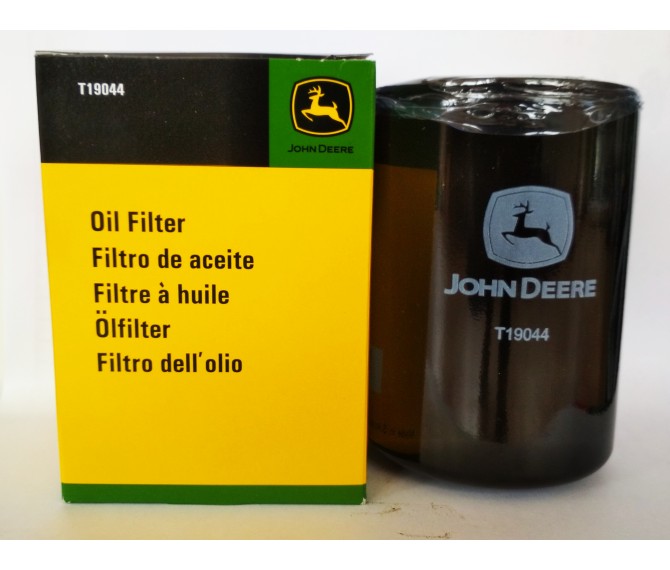 T19044
JOHN DEERE
Oil Filter
Filtro de aceite
Filtre à huile
Ölfilter
Filtro dell'olio
JOHN DEERE
T19044